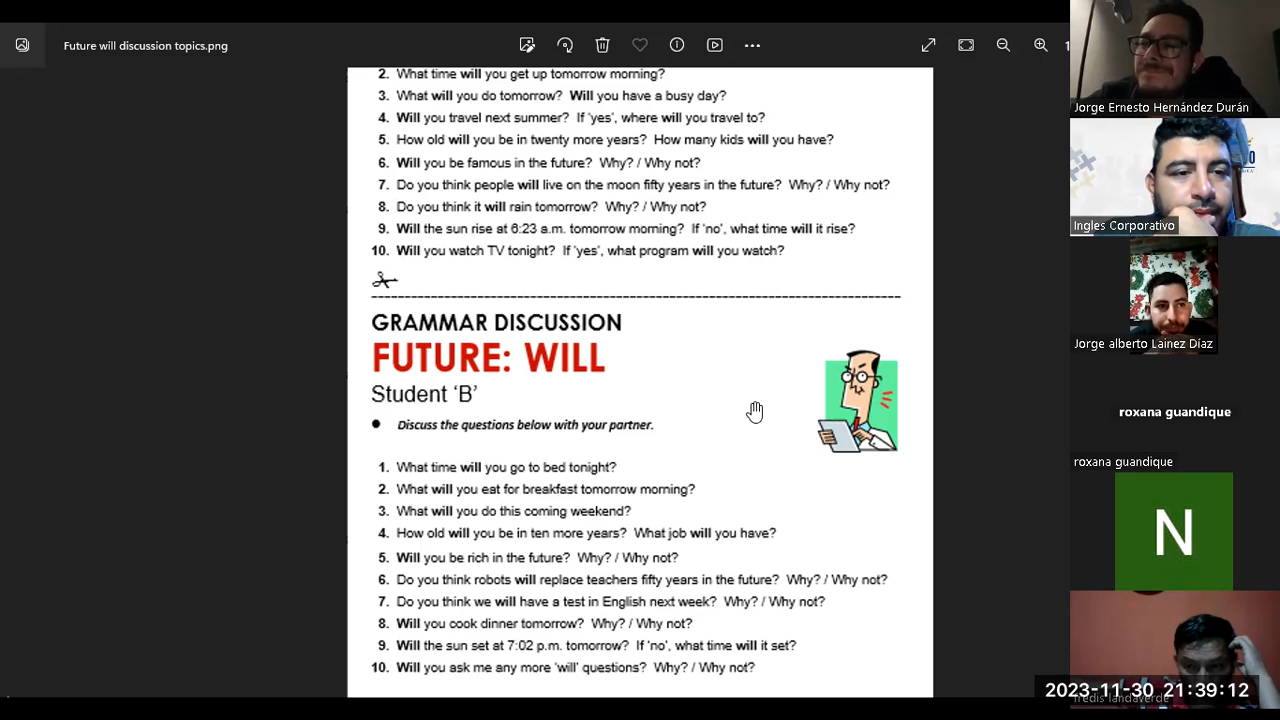 Future will discussion topics.png
2. What time will you get up tomorrow morning?
3. What will you do tomorrow? Will you have a busy day?
4. Will you travel next summer? If 'yes', where will you travel to?
5. How old will you be in twenty more years? How many kids will you have?
6. Will you be famous in the future? Why? / Why not?
7. Do you think people will live on the moon fifty years in the future? Why? / Why not?
8. Do you think it will rain tomorrow? Why? / Why not?
9. Will the sun rise at 6:23 a.m. tomorrow morning? If 'no', what time will it rise?
10. Will you watch TV tonight? If 'yes', what program will you watch?
GRAMMAR DISCUSSION
FUTURE: WILL
Student 'B'
● Discuss the questions below with your partner.
1. What time will you go to bed tonight?
2. What will you eat for breakfast tomorrow morning?
3. What will you do this coming weekend?
4. How old will you be in ten more years? What job will you have?
5. Will you be rich in the future? Why? / Why not?
6. Do you think robots will replace teachers fifty years in the future? Why? / Why not?
7. Do you think we will have a test in English next week? Why? / Why not?
8. Will you cook dinner tomorrow? Why? / Why not?
9. Will the sun set at 7:02 p.m. tomorrow? If 'no', what time will it set?
10. Will you ask me any more 'will' questions? Why? / Why not?
Jorge Ernesto Hernández Durán
Ingles Corporativo
Jorge alberto Lainez Díaz
roxana guandique
roxana guandique
N
fredis landaverde
2023-11-30 21:39:12